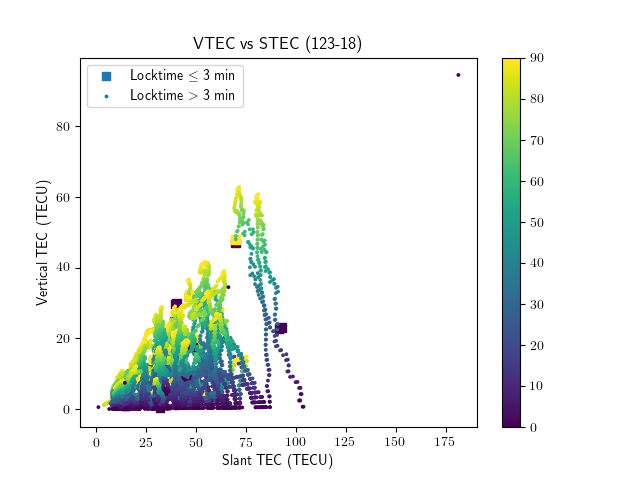 VTEC vs STEC (123-18)
Locktime ≤ 3 min
Locktime > 3 min
90
80
70
60
50
40
30
20
10
0
80
60
40
20
0
Vertical TEC (TECU)
0 25 50 75 100 125 150 175
Slant TEC (TECU)